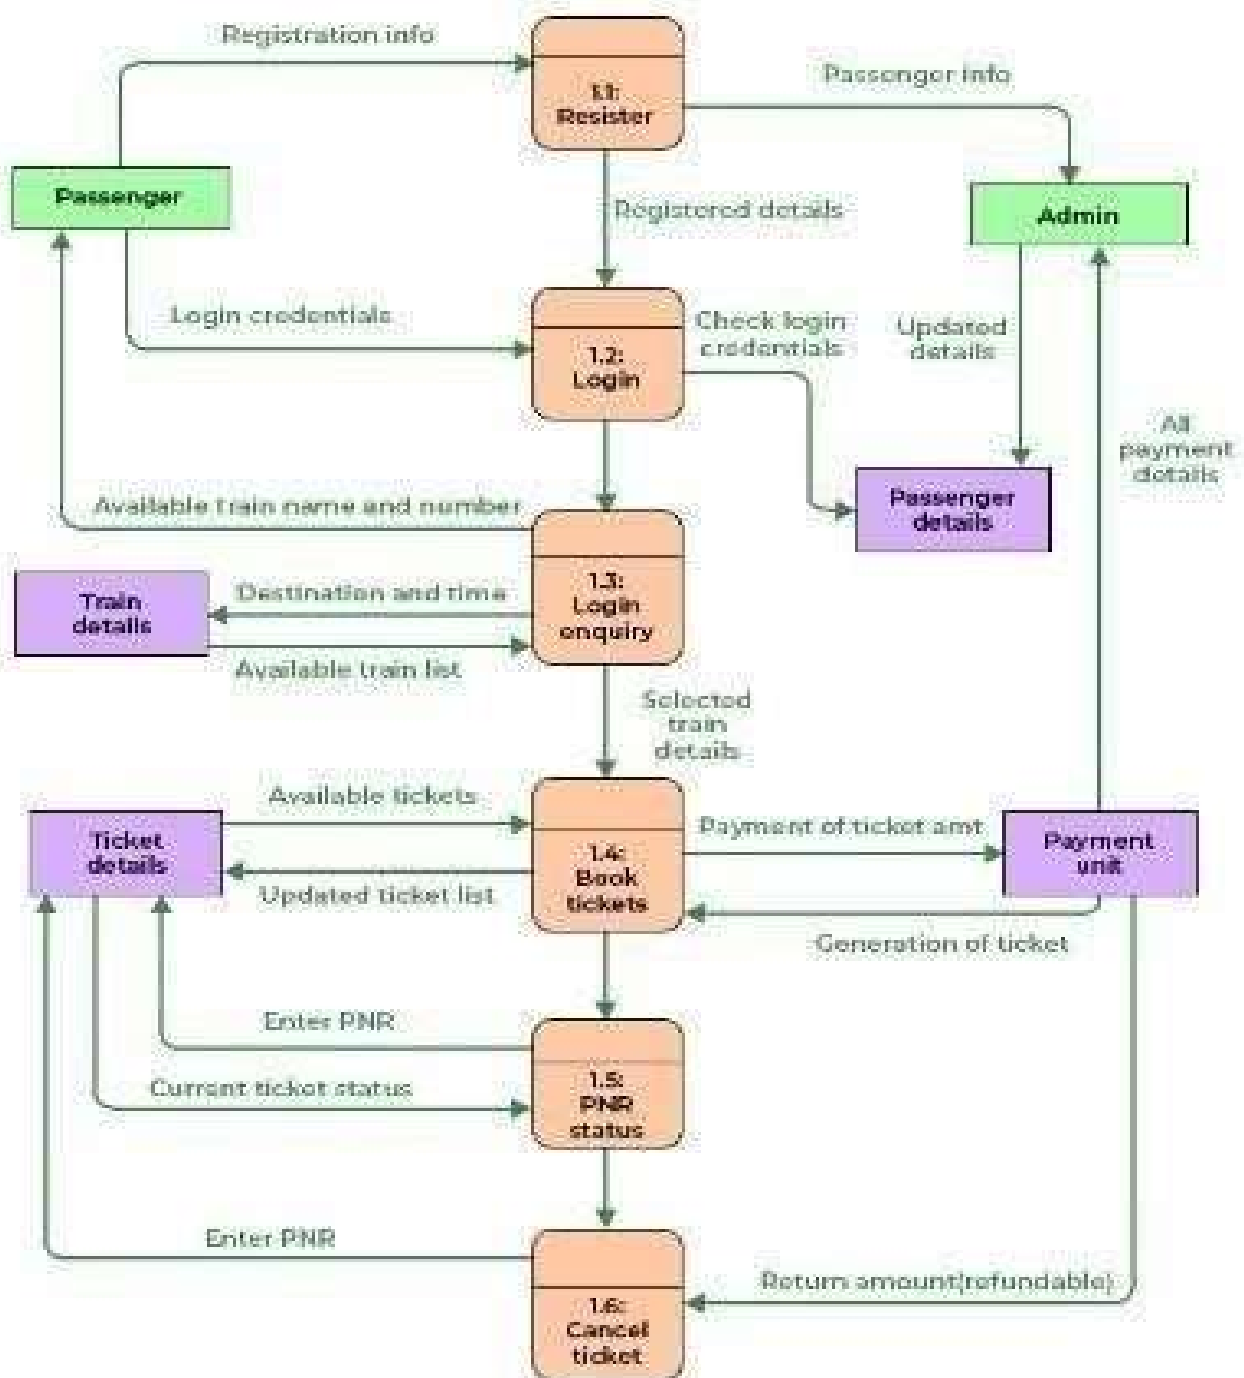 Registration info
1.1:
Resister
Passenger info
Passenger
Registered details
Admin
Login credentials
1.2:
Login
Check login
credentials
Updated
details
All
payment
details
Passenger
details
Available train name and number
1.3:
Login
enquiry
Train
details
Destination and time
Available train list
Selected
train
details
Available tickets
Ticket
details
Updated ticket list
1.4:
Book
tickets
Payment of ticket amt
Payment
unit
Generation of ticket
Enter PNR
Current ticket status
1.5:
PNR
status
Enter PNR
1.6:
Cancel
ticket
Return amount(refundable)